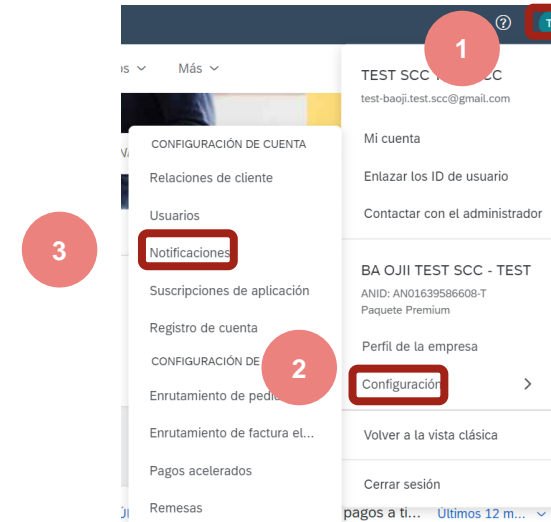 T
1
os
Más
TEST SCC
CC
test-baoji.test.scc@gmail.com
Mi cuenta
Enlazar los ID de usuario
Contactar con el administrador
BA OJII TEST SCC - TEST
ANID: AN01639586608-T
Paquete Premium
Perfil de la empresa
Configuración
Volver a la vista clásica
Cerrar sesión
CONFIGURACIÓN DE CUENTA
Relaciones de cliente
Usuarios
3
Notificaciones
Suscripciones de aplicación
Registro de cuenta
CONFIGURACIÓN DE
2
Enrutamiento de pedi
Enrutamiento de factura el...
Pagos acelerados
Remesas
pagos a ti...
Últimos 12 m...